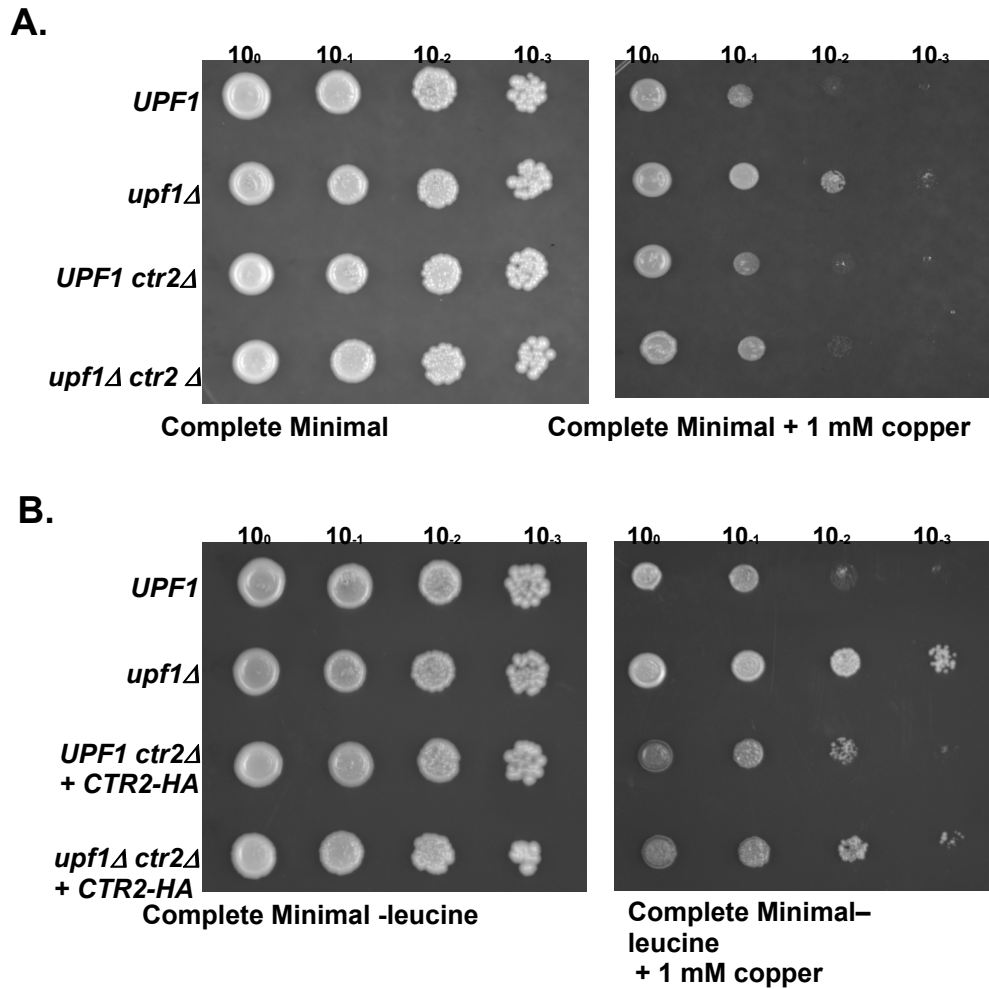 A.
10⁰ 10⁻¹ 10⁻² 10⁻³ 10⁰ 10⁻¹ 10⁻² 10⁻³
UPF1
upf1Δ
UPF1 ctr2Δ
upf1Δ ctr2 Δ
Complete Minimal
Complete Minimal + 1 mM copper
B.
10⁰ 10⁻¹ 10⁻² 10⁻³ 10⁰ 10⁻¹ 10⁻² 10⁻³
UPF1
upf1Δ
UPF1 ctr2Δ
+ CTR2-HA
upf1Δ ctr2Δ
+ CTR2-HA
Complete Minimal -leucine
Complete Minimal–
leucine
+ 1 mM copper